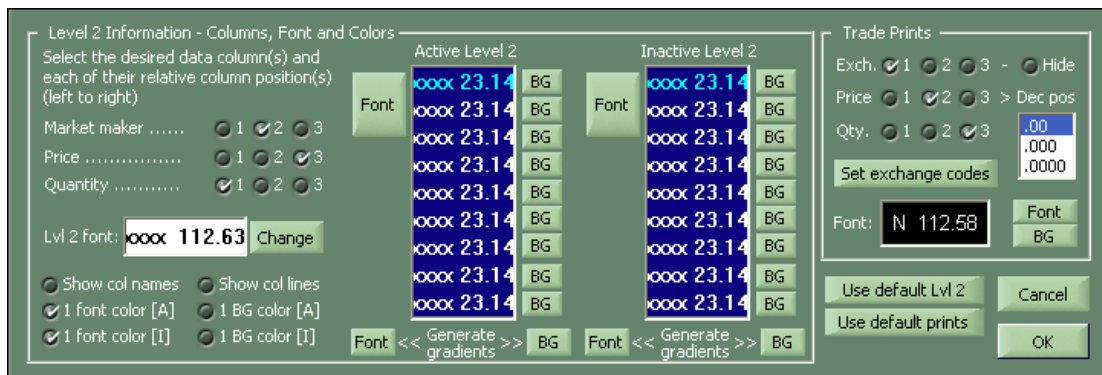 Level 2 Information - Columns, Font and Colors
Select the desired data column(s) and
each of their relative column position(s)
(left to right)
Market maker ...... 1 2 3
Price ................ 1 2 3
Quantity ........... 1 2 3
Lvl 2 font: xxxx 112.63 Change
Show col names Show col lines
1 font color [A] 1 BG color [A]
1 font color [I] 1 BG color [I]
Active Level 2
Font
xxxx 23.14 BG
xxxx 23.14 BG
xxxx 23.14 BG
xxxx 23.14 BG
xxxx 23.14 BG
xxxx 23.14 BG
xxxx 23.14 BG
xxxx 23.14 BG
xxxx 23.14 BG
Font << Generate gradients >> BG
Inactive Level 2
Font
xxxx 23.14 BG
xxxx 23.14 BG
xxxx 23.14 BG
xxxx 23.14 BG
xxxx 23.14 BG
xxxx 23.14 BG
xxxx 23.14 BG
xxxx 23.14 BG
xxxx 23.14 BG
Font << Generate gradients >> BG
Trade Prints
Exch. 1 2 3 - Hide
Price 1 2 3 > Dec pos
Qty. 1 2 3
.00
.000
.0000
Set exchange codes
Font: N 112.58
Font
BG
Use default Lvl 2
Use default prints
Cancel
OK